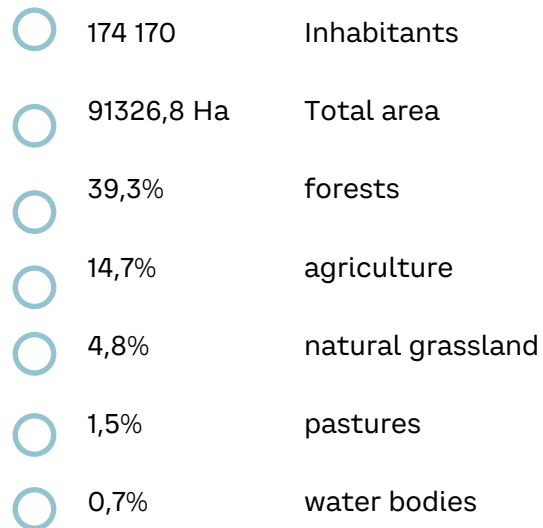 174 170 Inhabitants
91326,8 Ha Total area
39,3% forests
14,7% agriculture
4,8% natural grassland
1,5% pastures
0,7% water bodies